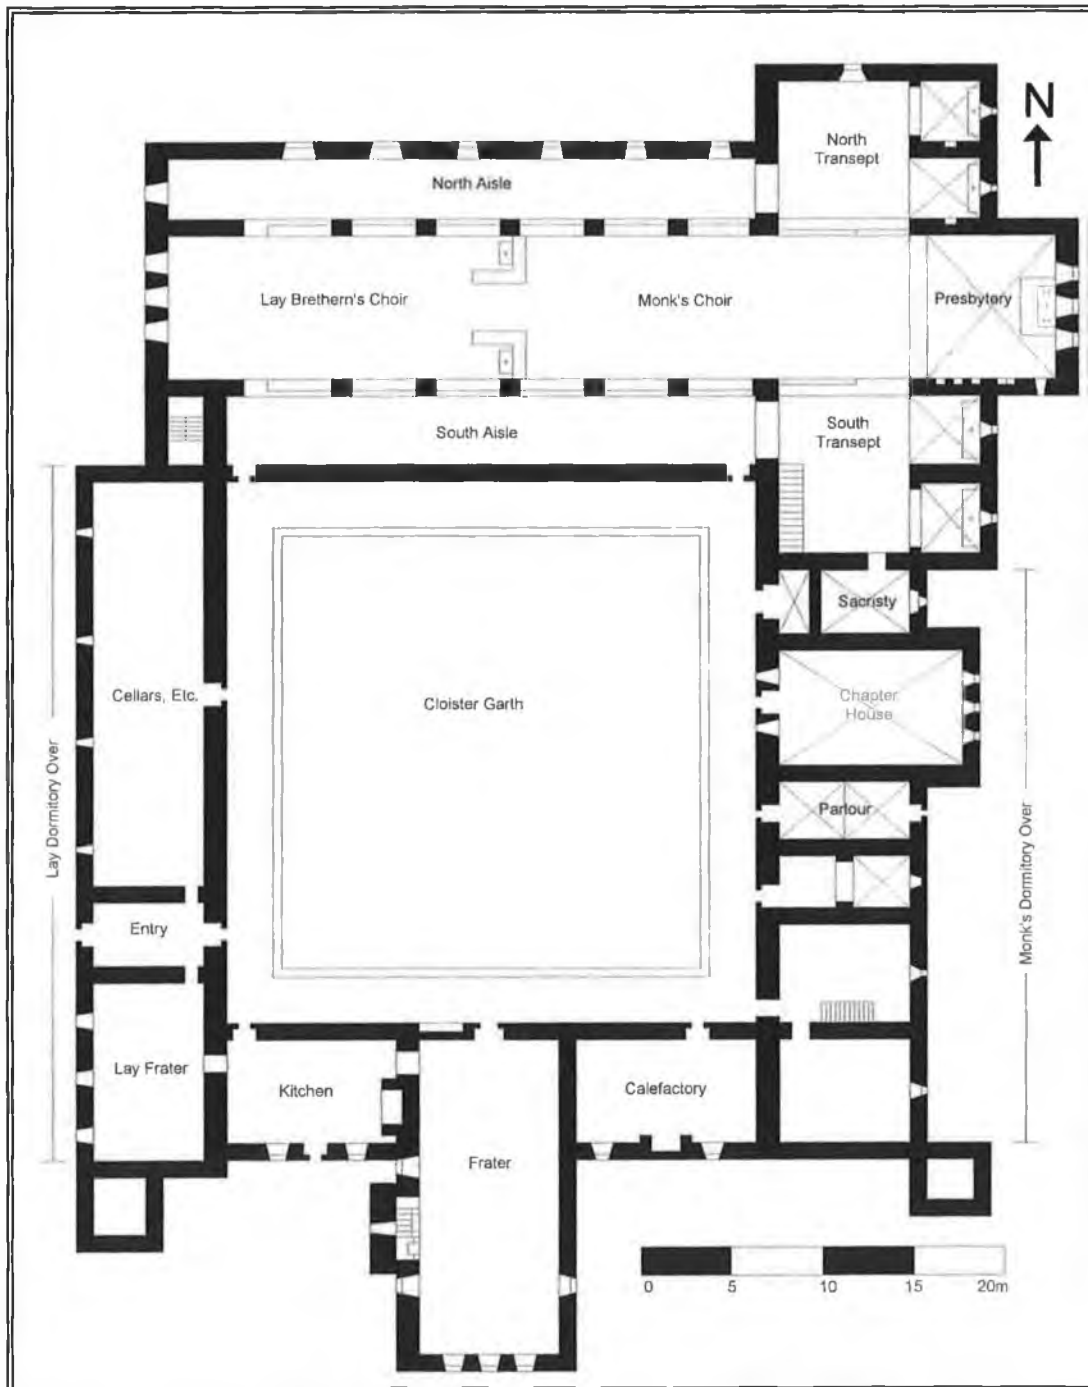 N
North
Transept
North Aisle
Lay Brethern's Choir
Monk's Choir
Presbytery
South Aisle
South
Transept
Sacristy
Cellars, Etc.
Cloister Garth
Chapter
House
Lay Dormitory Over
Parlour
Monk's Dormitory Over
Entry
Lay Frater
Kitchen
Calefactory
Frater
0 5 10 15 20m